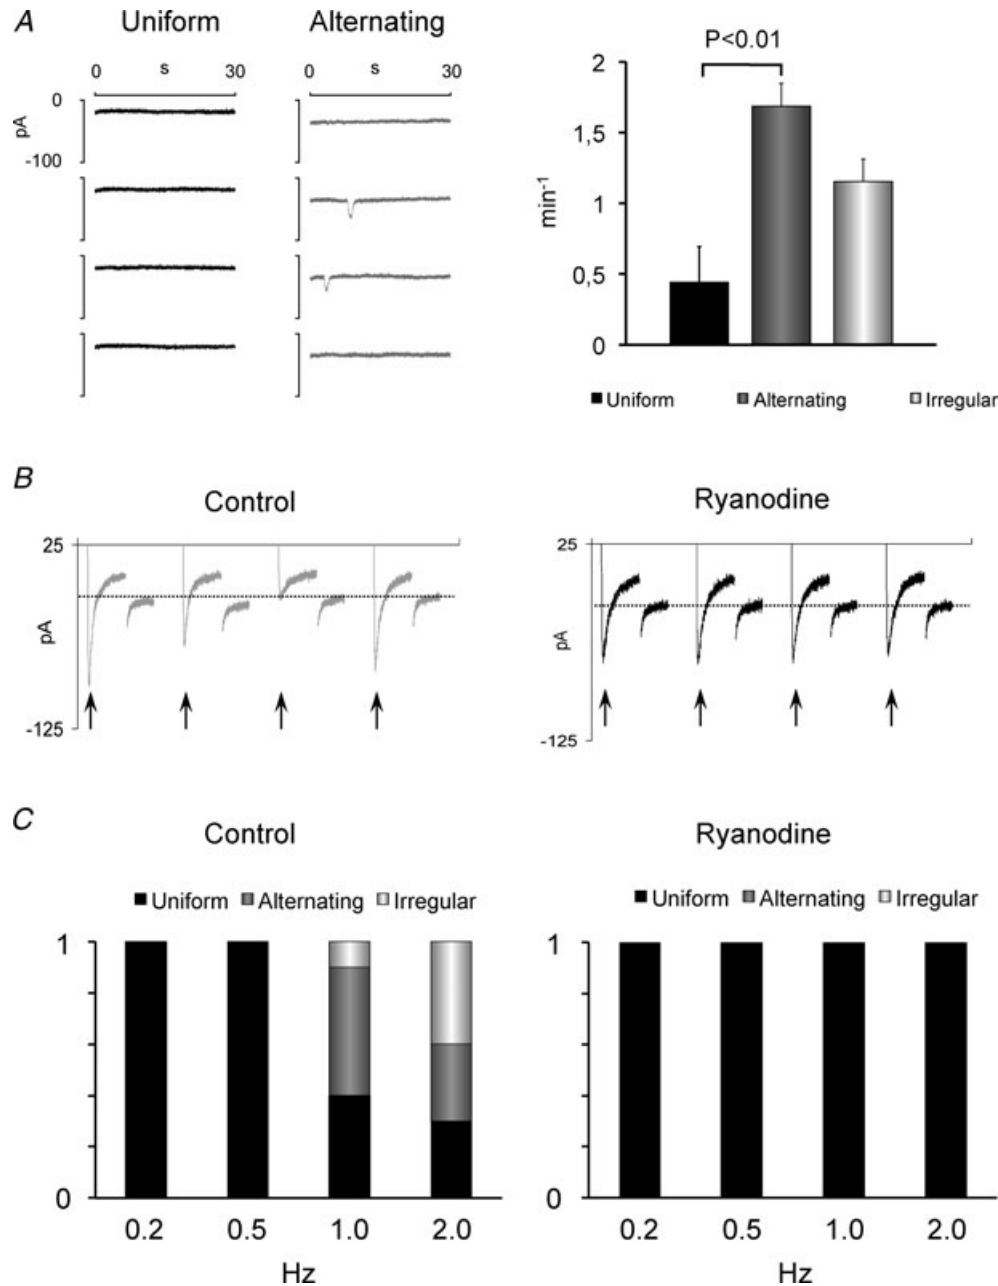 A
Uniform
Alternating
0 s 30
0 s 30
0
pA
-100
P<0.01
2
1,5
1
0,5
0
min-1
Uniform Alternating Irregular
B
Control
Ryanodine
25
pA
-125
25
pA
-125
C
Control
Ryanodine
Uniform Alternating Irregular
Uniform Alternating Irregular
1
0
0.2 0.5 1.0 2.0
Hz
1
0
0.2 0.5 1.0 2.0
Hz